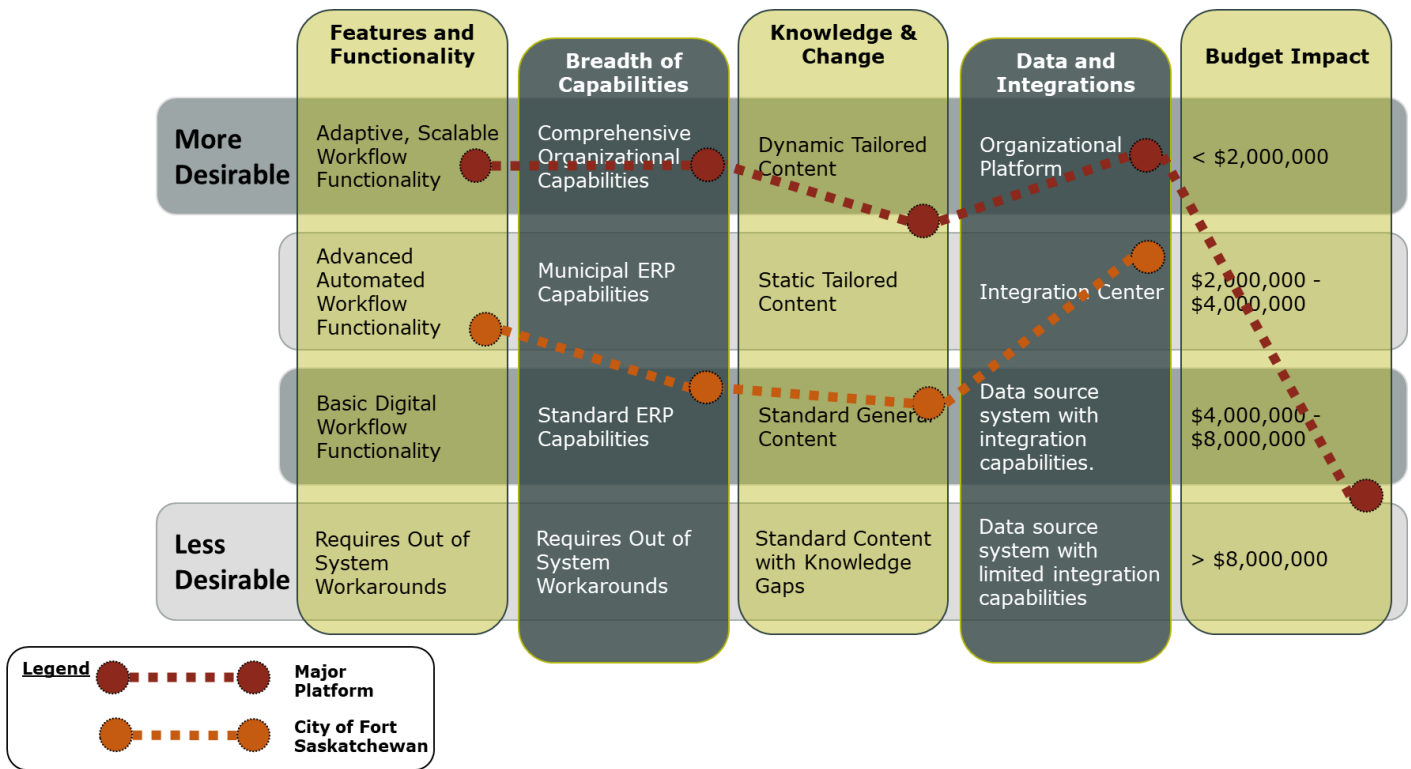 Features and
Functionality
Breadth of
Capabilities
Knowledge &
Change
Data and
Integrations
Budget Impact
More
Desirable
Adaptive, Scalable
Workflow
Functionality
Comprehensive
Organizational
Capabilities
Dynamic Tailored
Content
Organizational
Platform
< $2,000,000
Advanced
Automated
Workflow
Functionality
Municipal ERP
Capabilities
Static Tailored
Content
Integration Center
$2,000,000 -
$4,000,000
Basic Digital
Workflow
Functionality
Standard ERP
Capabilities
Standard General
Content
Data source
system with
integration
capabilities.
$4,000,000 -
$8,000,000
Less
Desirable
Requires Out of
System
Workarounds
Requires Out of
System
Workarounds
Standard Content
with Knowledge
Gaps
Data source
system with
limited integration
capabilities
> $8,000,000
Legend
Major
Platform
City of Fort
Saskatchewan